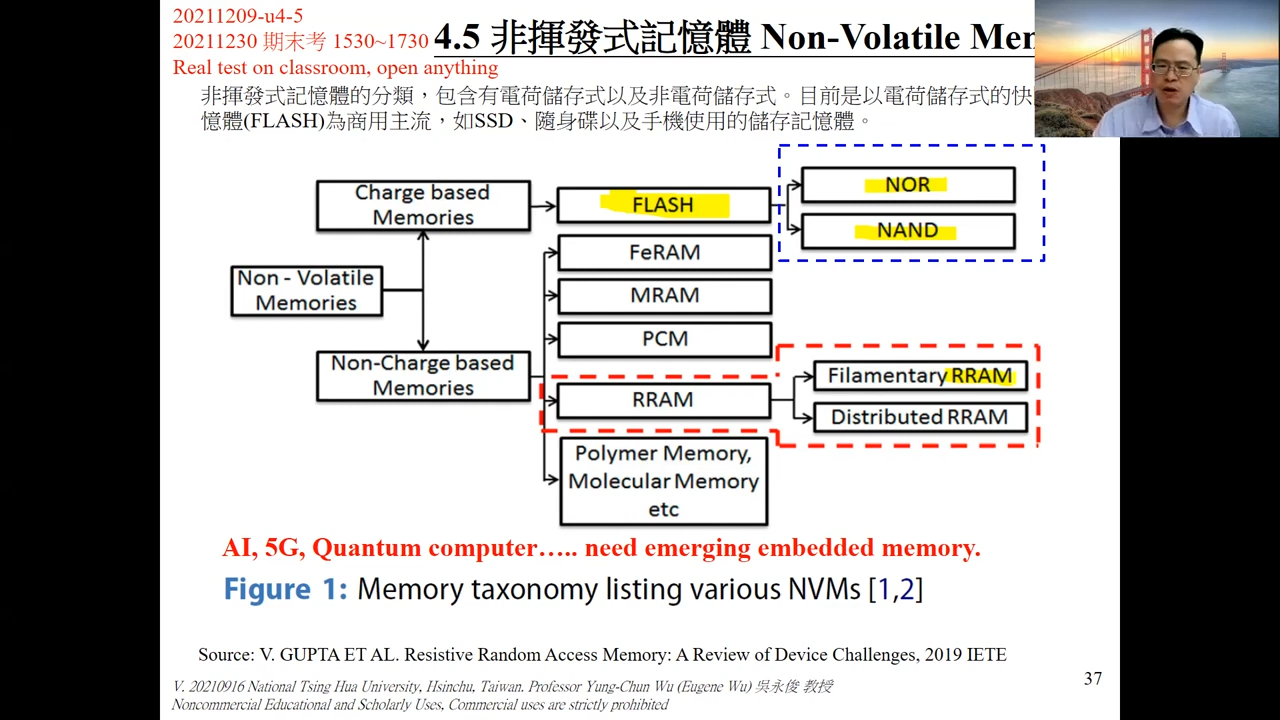 20211209-u4-5
20211230 期末考 1530~1730
4.5 非揮發式記憶體 Non-Volatile Mem
Real test on classroom, open anything
非揮發式記憶體的分類，包含有電荷儲存式以及非電荷儲存式。目前是以電荷儲存式的快
憶體(FLASH)為商用主流，如SSD、隨身碟以及手機使用的儲存記憶體。
Charge based
Memories
FLASH
NOR
NAND
Non - Volatile
Memories
FeRAM
MRAM
PCM
Non-Charge based
Memories
RRAM
Filamentary RRAM
Distributed RRAM
Polymer Memory,
Molecular Memory
etc
AI, 5G, Quantum computer….. need emerging embedded memory.
Figure 1: Memory taxonomy listing various NVMs [1,2]
Source: V. GUPTA ET AL. Resistive Random Access Memory: A Review of Device Challenges, 2019 IETE
V. 20210916 National Tsing Hua University, Hsinchu, Taiwan. Professor Yung-Chun Wu (Eugene Wu) 吳永俊 教授
Noncommercial Educational and Scholarly Uses, Commercial uses are strictly prohibited
37